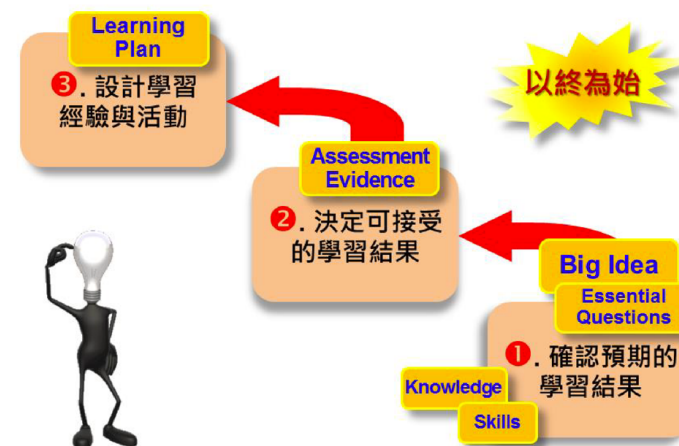 Learning
Plan
❸. 設計學習
經驗與活動
以終為始
Assessment
Evidence
❷. 決定可接受
的學習結果
Big Idea
Essential
Questions
❶. 確認預期的
學習結果
Knowledge
Skills